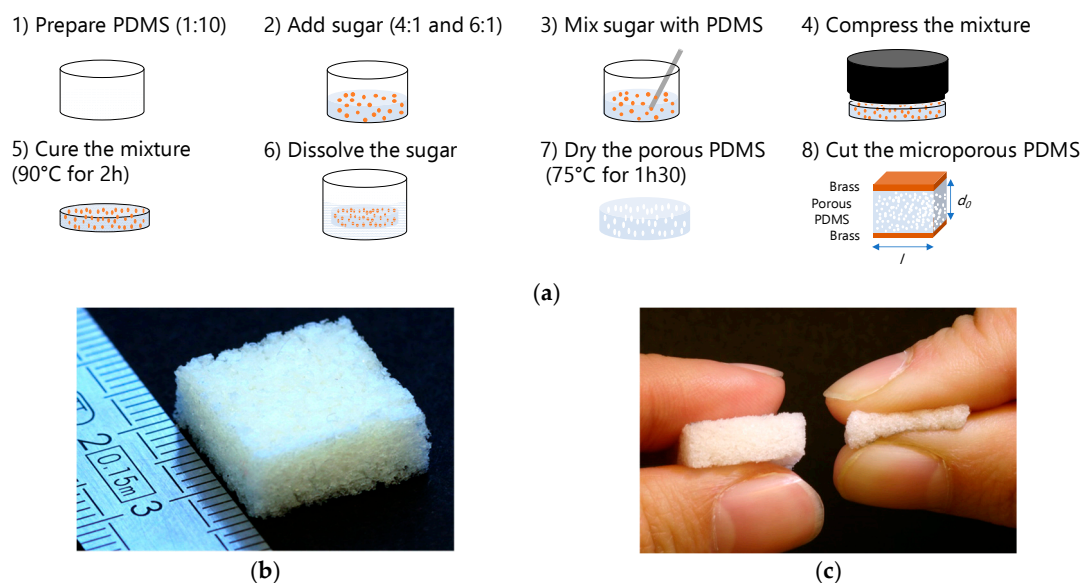 1) Prepare PDMS (1:10)
2) Add sugar (4:1 and 6:1)
3) Mix sugar with PDMS
4) Compress the mixture
5) Cure the mixture
(90°C for 2h)
6) Dissolve the sugar
7) Dry the porous PDMS
(75°C for 1h30)
8) Cut the microporous PDMS
Brass
Porous
PDMS
Brass
d0
l
(a)
2
0.15m
3
(b)
(c)